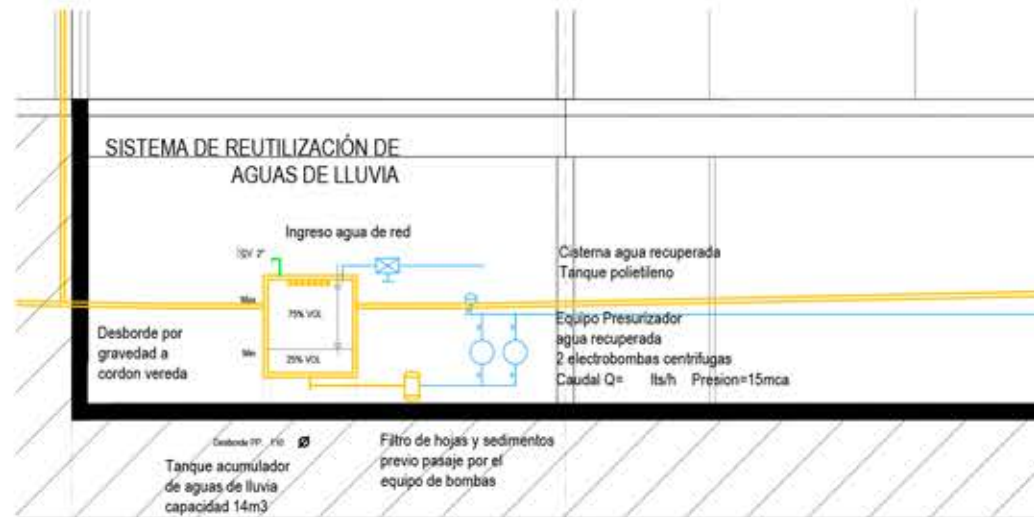 SISTEMA DE REUTILIZACIÓN DE
AGUAS DE LLUVIA
Ingreso agua de red
CV 2"
Max
75% VOL
Min
25% VOL
Desborde por
gravedad a
cordon vereda
Cisterna agua recuperada
Tanque polietileno
Equipo Presurizador
agua recuperada
2 electrobombas centrifugas
Caudal Q= lts/h Presion=15mca
Desborde PP. 110 Ø
Tanque acumulador
de aguas de lluvia
capacidad 14m3
Filtro de hojas y sedimentos
previo pasaje por el
equipo de bombas